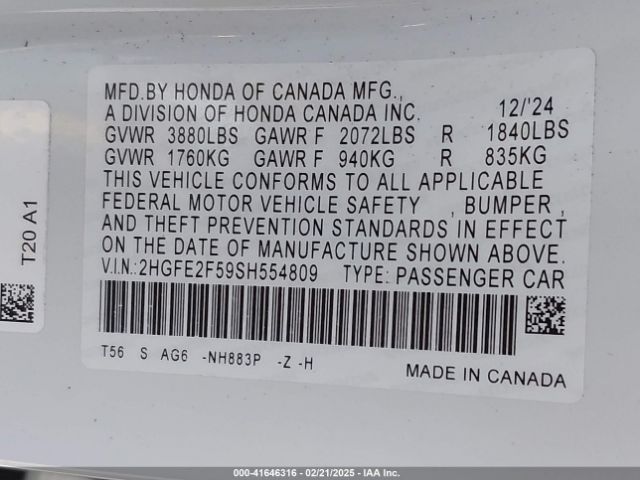 MFD. BY HONDA OF CANADA MFG.,
A DIVISION OF HONDA CANADA INC. 12/'24
GVWR 3880LBS GAWR F 2072LBS R 1840LBS
GVWR 1760KG GAWR F 940KG R 835KG
THIS VEHICLE CONFORMS TO ALL APPLICABLE
FEDERAL MOTOR VEHICLE SAFETY , BUMPER ,
AND THEFT PREVENTION STANDARDS IN EFFECT
ON THE DATE OF MANUFACTURE SHOWN ABOVE.
V.I.N.:2HGFE2F59SH554809 TYPE: PASSENGER CAR
T56 S AG6 -NH883P -Z -H
MADE IN CANADA
T20 A1
000-41646316 | 02/21/2025 - IAA Inc.